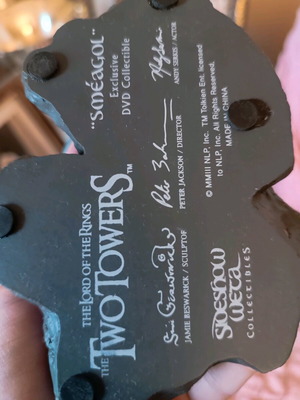 THE LORD OF THE RINGS
THE TWO TOWERS™
"SMÉAGOL"
Exclusive
DVD Collectible
JAMIE BESWARICK / SCULPTOR
PETER JACKSON / DIRECTOR
ANDY SERKIS / ACTOR
SIDESHOW
WETA
COLLECTIBLES
© MMIII NLP, Inc. TM Tolkien Ent. licensed
to NLP, Inc. All Rights Reserved.
MADE IN CHINA